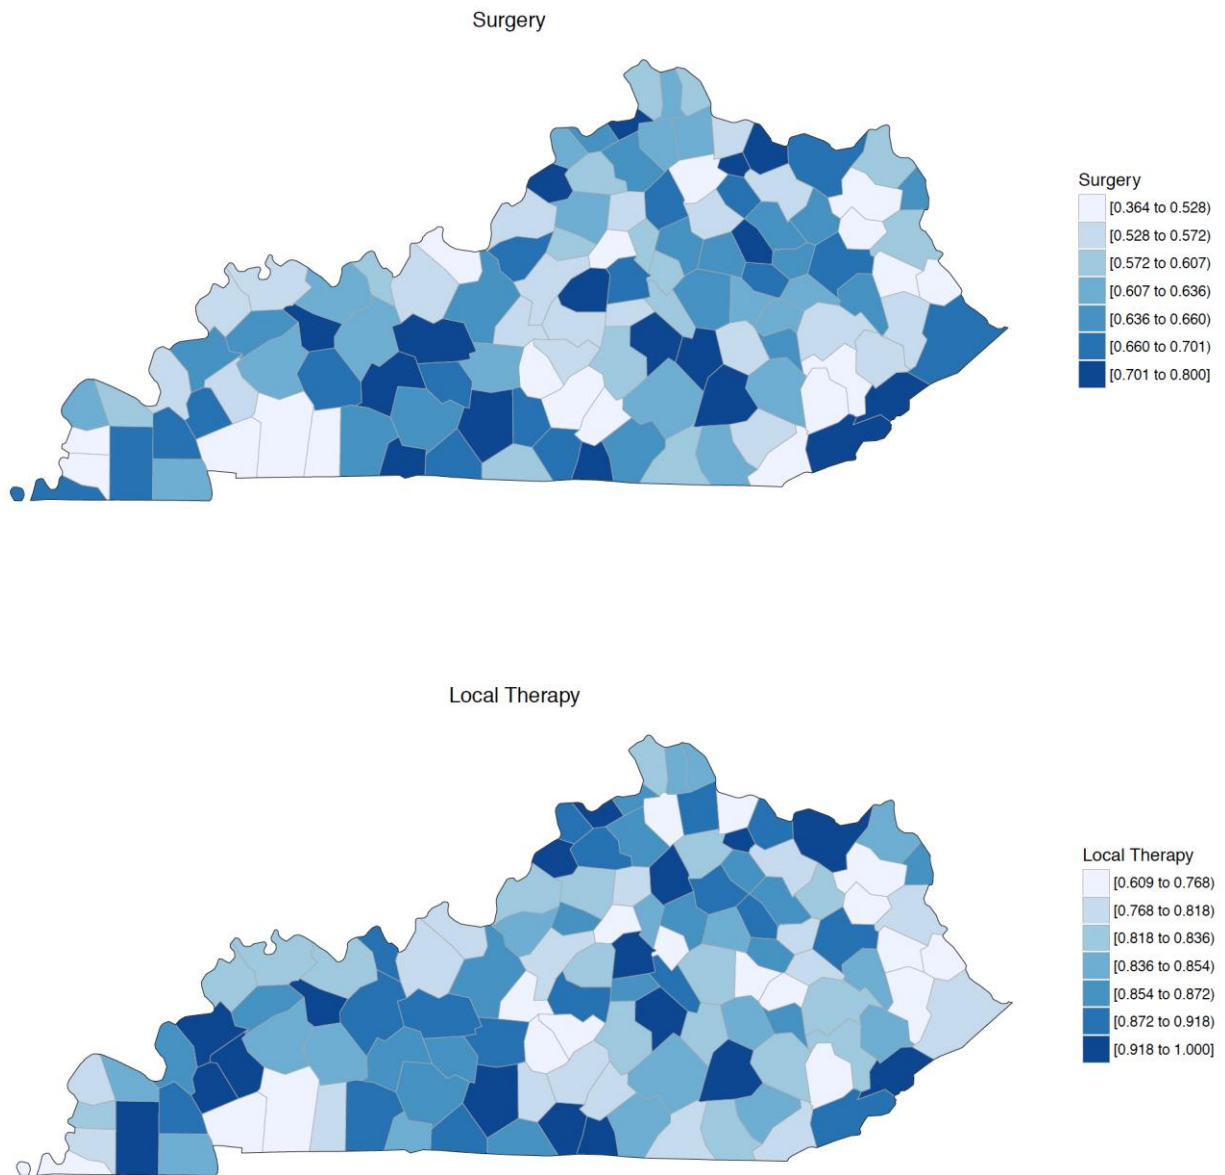 Surgery
Surgery
[0.364 to 0.528)
[0.528 to 0.572)
[0.572 to 0.607)
[0.607 to 0.636)
[0.636 to 0.660)
[0.660 to 0.701)
[0.701 to 0.800]
Local Therapy
Local Therapy
[0.609 to 0.768)
[0.768 to 0.818)
[0.818 to 0.836)
[0.836 to 0.854)
[0.854 to 0.872)
[0.872 to 0.918)
[0.918 to 1.000]